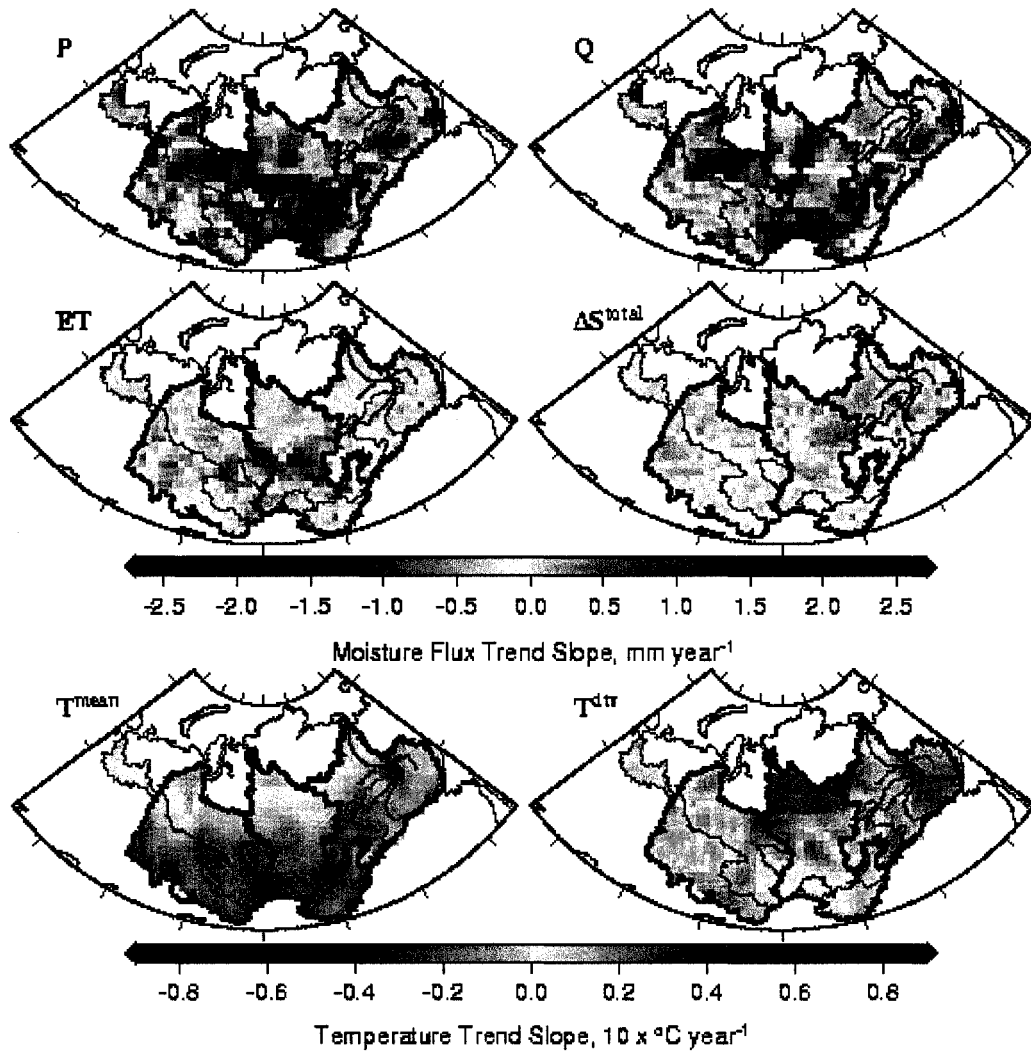 P
Q
ET
ΔS^total
-2.5 -2.0 -1.5 -1.0 -0.5 0.0 0.5 1.0 1.5 2.0 2.5
Moisture Flux Trend Slope, mm year⁻¹
T^mean
T^dtr
-0.8 -0.6 -0.4 -0.2 0.0 0.2 0.4 0.6 0.8
Temperature Trend Slope, 10 x °C year⁻¹